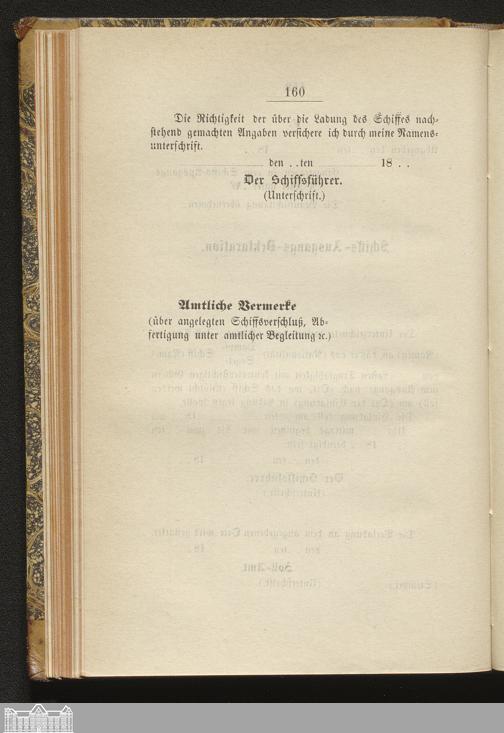 160
Die Richtigkeit der über die Ladung des Schiffes nach-
stehend gemachten Angaben versichere ich durch meine Namens-
unterschrift.
den . . ten 18 . .
Der Schiffsführer.
(Unterschrift.)
Amtliche Vermerke
(über angelegten Schiffsverschluß, Ab-
fertigung unter amtlicher Begleitung ꝛc.)